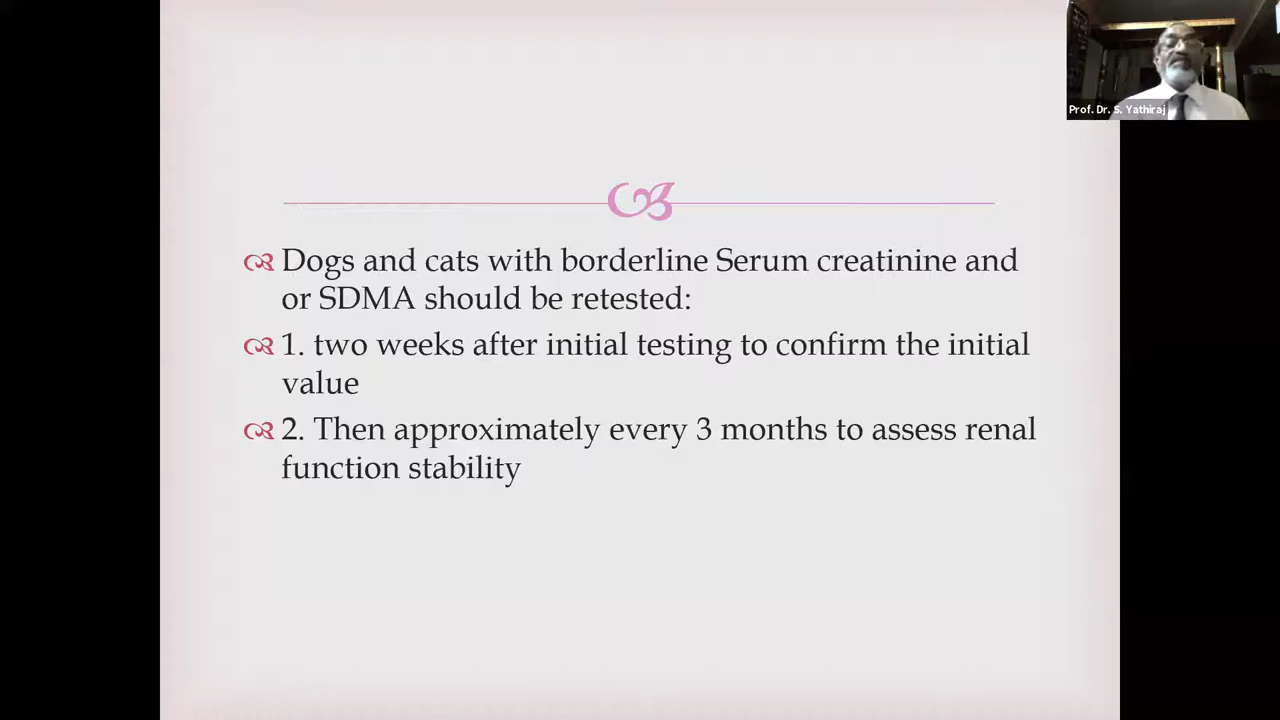 Prof. Dr. S. Yathiraj
Dogs and cats with borderline Serum creatinine and
or SDMA should be retested:
1. two weeks after initial testing to confirm the initial
value
2. Then approximately every 3 months to assess renal
function stability